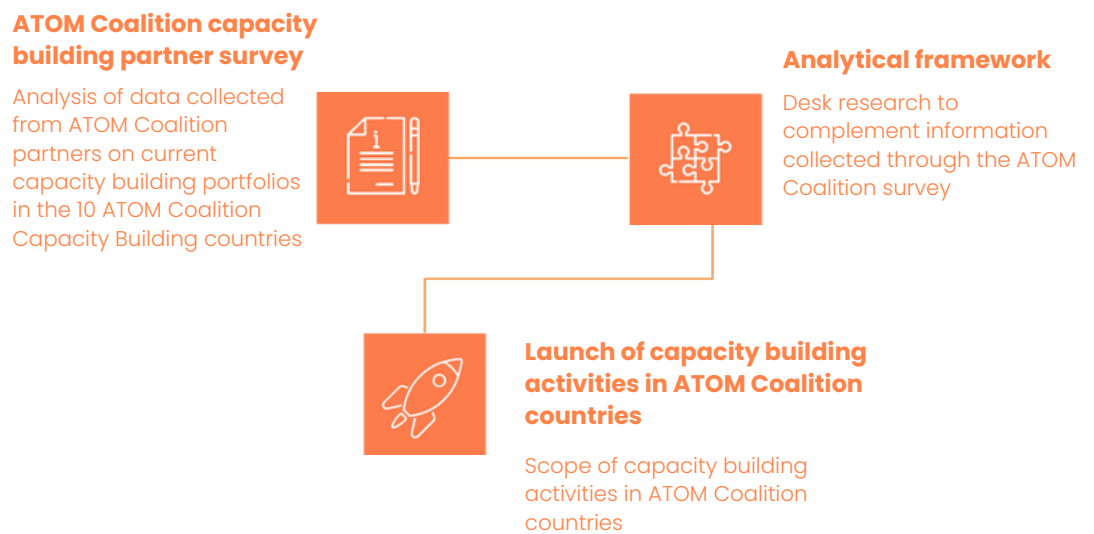 ATOM Coalition capacity
building partner survey
Analysis of data collected
from ATOM Coalition
partners on current
capacity building portfolios
in the 10 ATOM Coalition
Capacity Building countries
i
Analytical framework
Desk research to
complement information
collected through the ATOM
Coalition survey
Launch of capacity building
activities in ATOM Coalition
countries
Scope of capacity building
activities in ATOM Coalition
countries